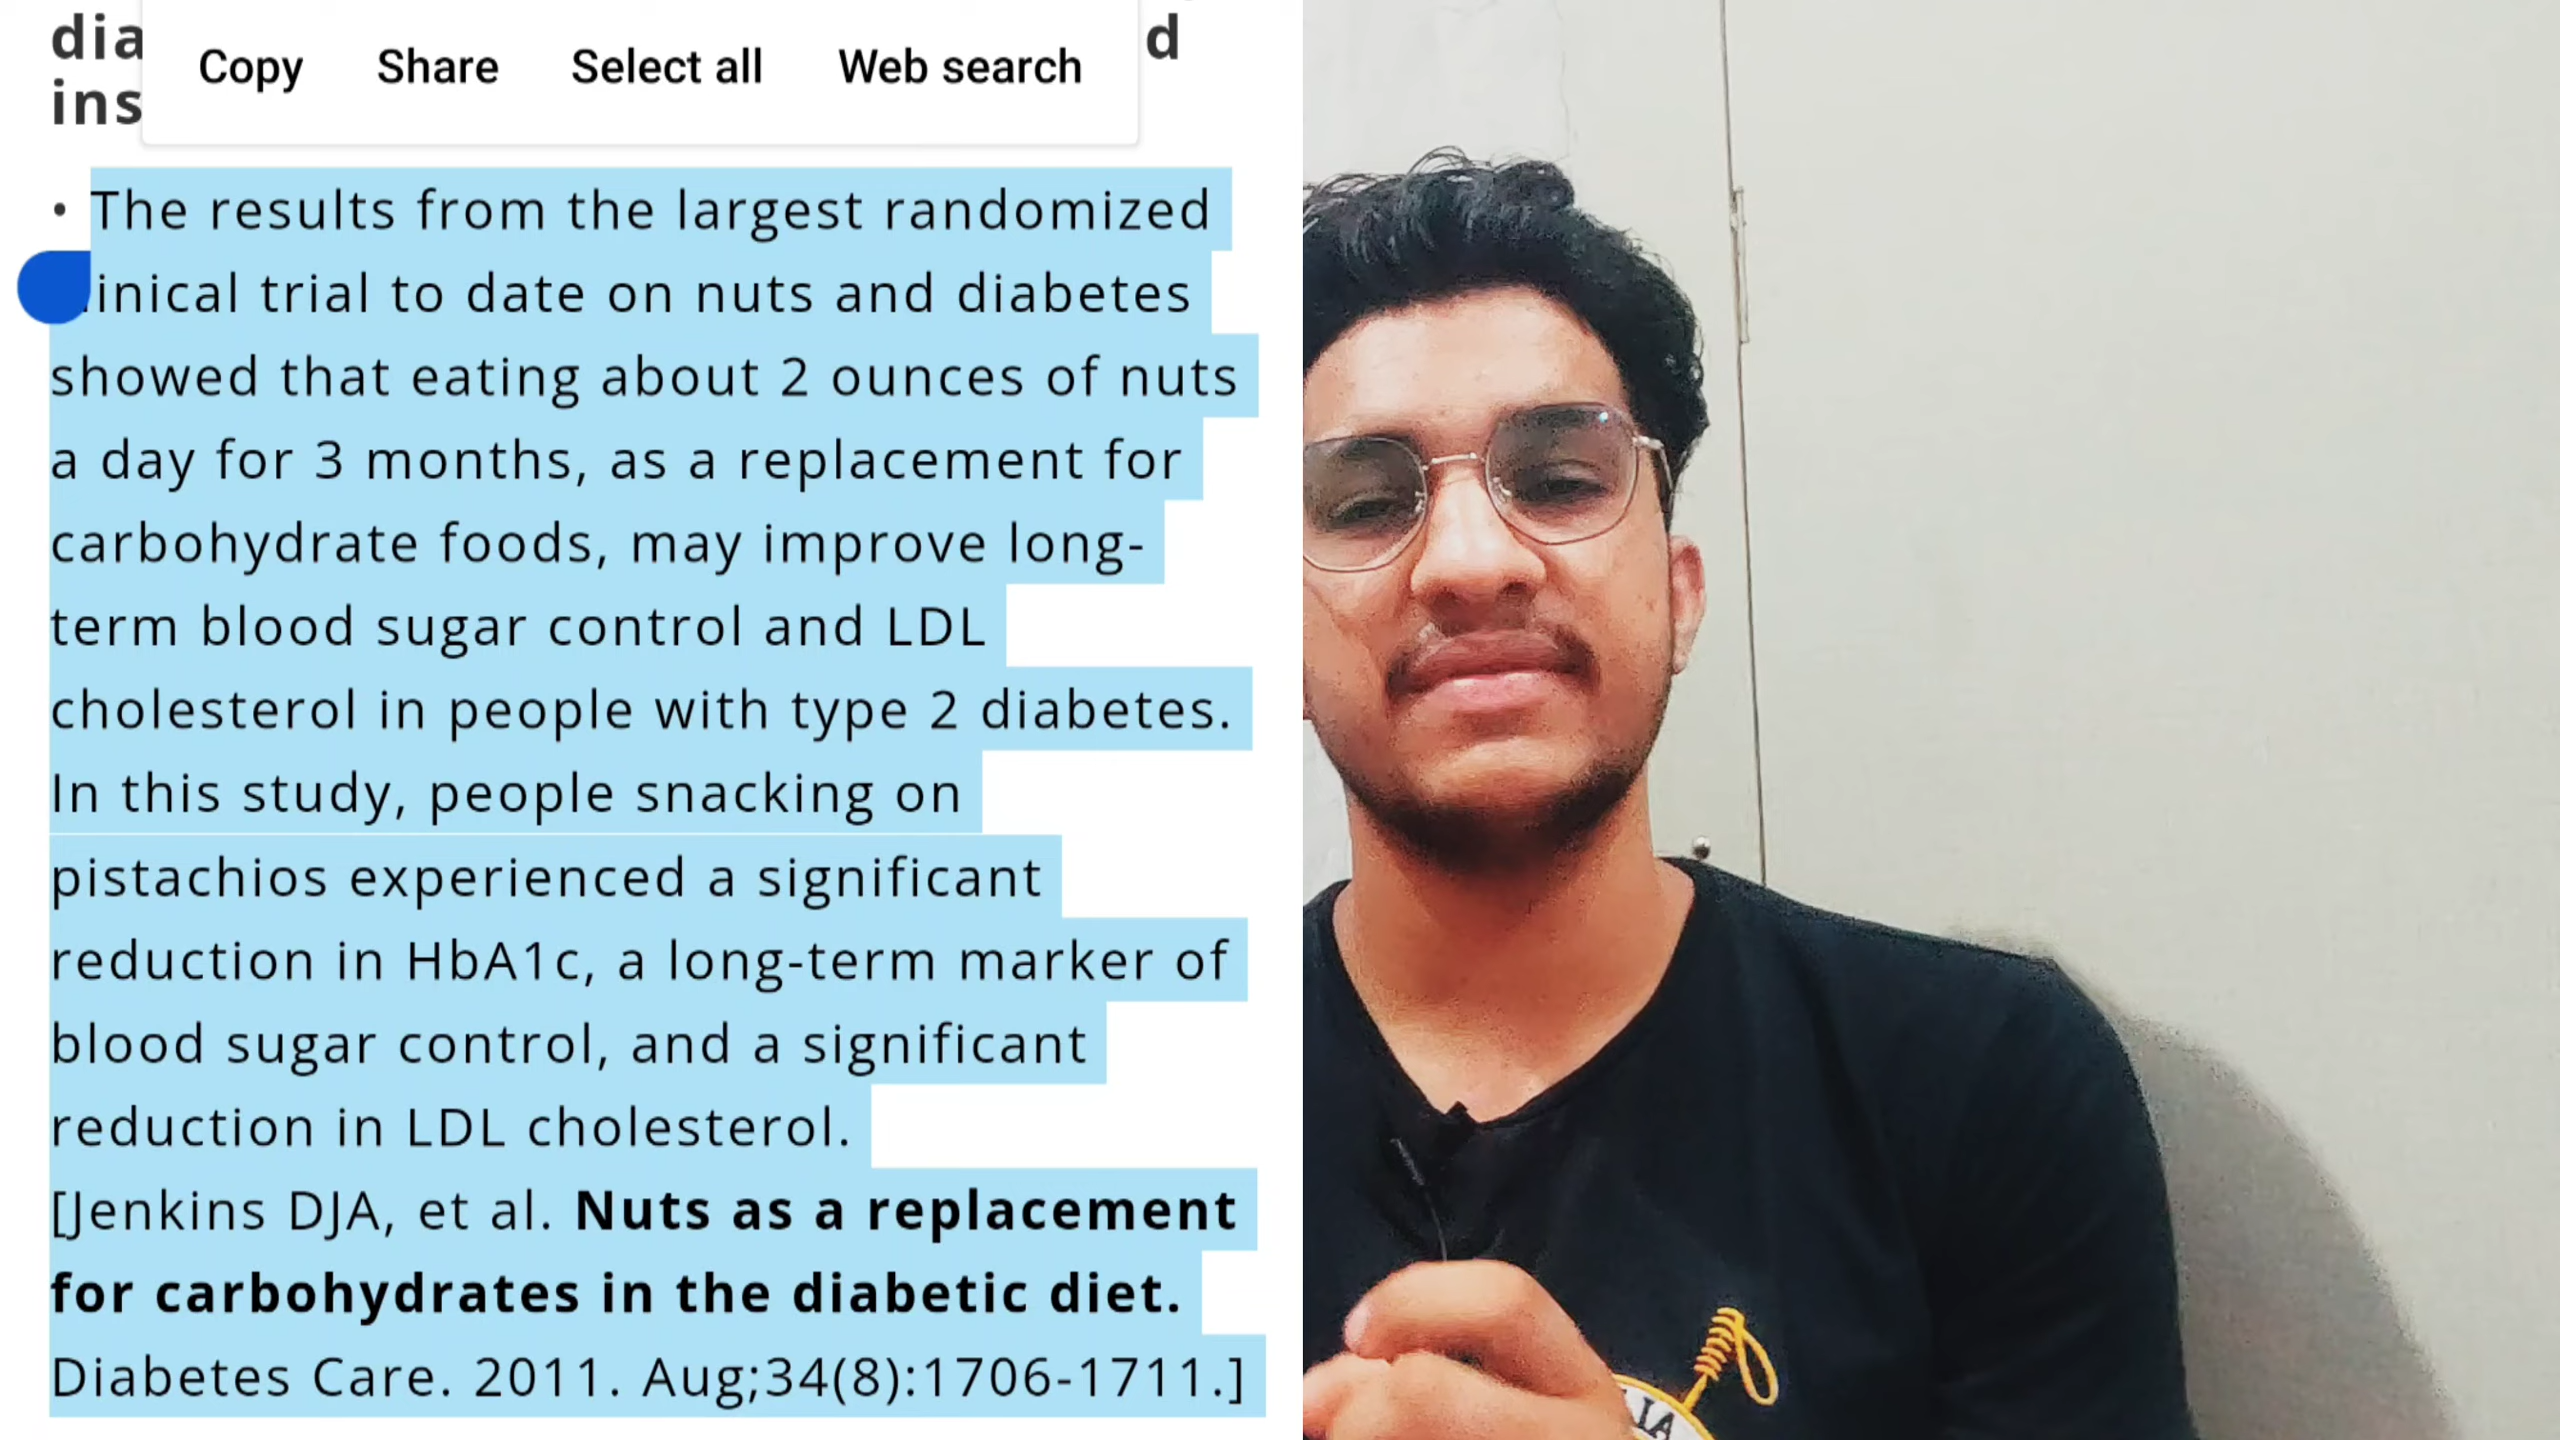 dia
d
ins
Copy Share Select all Web search
• The results from the largest randomized
inical trial to date on nuts and diabetes
showed that eating about 2 ounces of nuts
a day for 3 months, as a replacement for
carbohydrate foods, may improve long-
term blood sugar control and LDL
cholesterol in people with type 2 diabetes.
In this study, people snacking on
pistachios experienced a significant
reduction in HbA1c, a long-term marker of
blood sugar control, and a significant
reduction in LDL cholesterol.
[Jenkins DJA, et al. Nuts as a replacement
for carbohydrates in the diabetic diet.
Diabetes Care. 2011. Aug;34(8):1706-1711.]